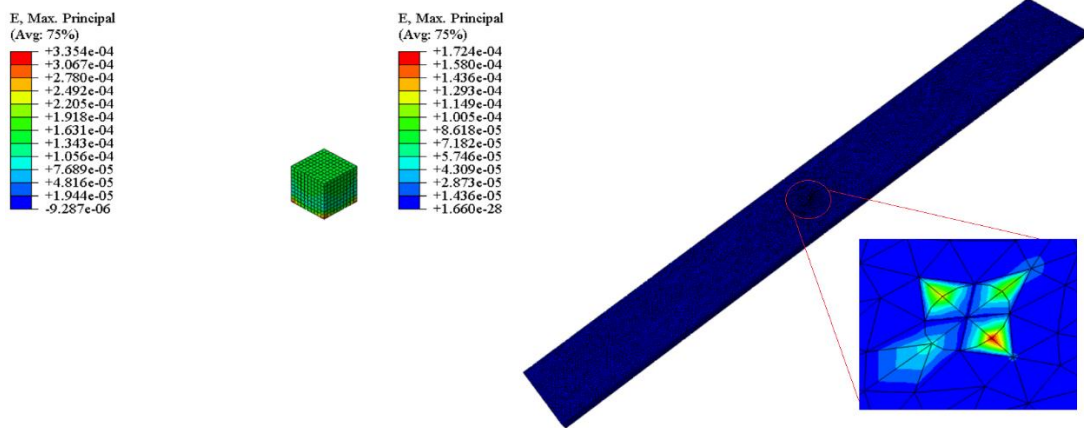 E, Max. Principal
(Avg: 75%)
+3.354e-04
+3.067e-04
+2.780e-04
+2.492e-04
+2.205e-04
+1.918e-04
+1.631e-04
+1.343e-04
+1.056e-04
+7.689e-05
+4.816e-05
+1.944e-05
-9.287e-06
E, Max. Principal
(Avg: 75%)
+1.724e-04
+1.580e-04
+1.436e-04
+1.293e-04
+1.149e-04
+1.005e-04
+8.618e-05
+7.182e-05
+5.746e-05
+4.309e-05
+2.873e-05
+1.436e-05
+1.660e-28